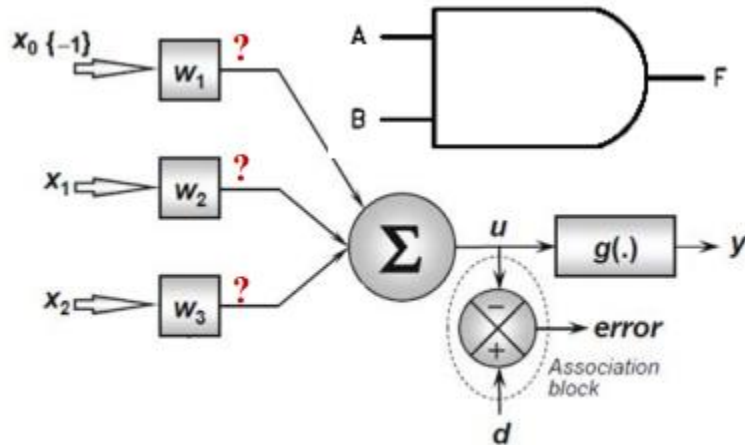 x₀ {−1}
w₁
?
A
B
F
x₁
w₂
?
x₂
w₃
?
Σ
u
g(.)
y
−
+
error
Association
block
d